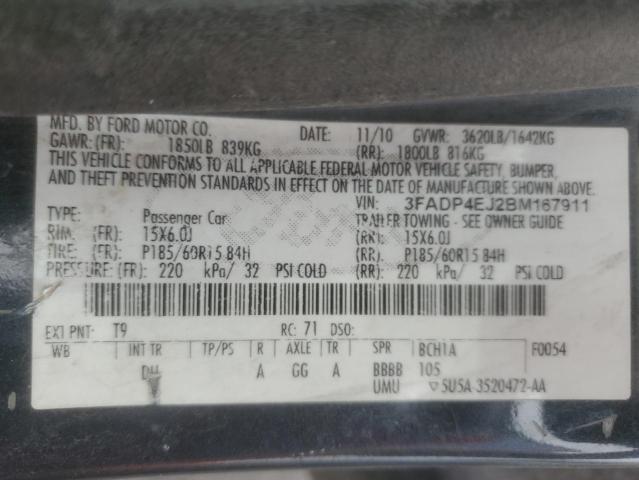 MFD. BY FORD MOTOR CO. DATE: 11/10 GVWR: 3620LB/1642KG
GAWR: (FR): 1850LB 839KG (RR): 1800LB 816KG
THIS VEHICLE CONFORMS TO ALL APPLICABLE FEDERAL MOTOR VEHICLE SAFETY, BUMPER,
AND THEFT PREVENTION STANDARDS IN EFFECT ON THE DATE OF MANUFACTURE SHOWN ABOVE.
VIN: 3FADP4EJ2BM167911
TYPE: Passenger Car TRAILER TOWING - SEE OWNER GUIDE
RIM: (FR): 15X6.0J (RR): 15X6.0J
TIRE: (FR): P185/60R15 84H (RR): P185/60R15 84H
PRESSURE: (FR): 220 kPa/ 32 PSI COLD (RR): 220 kPa/ 32 PSI COLD
EXT PNT: T9 RC: 71 DSO:
WB INT TR TP/PS R AXLE TR SPR BCH1A F0054
A GG A BBBB 105
UMU ▽5U5A 3520472-AA